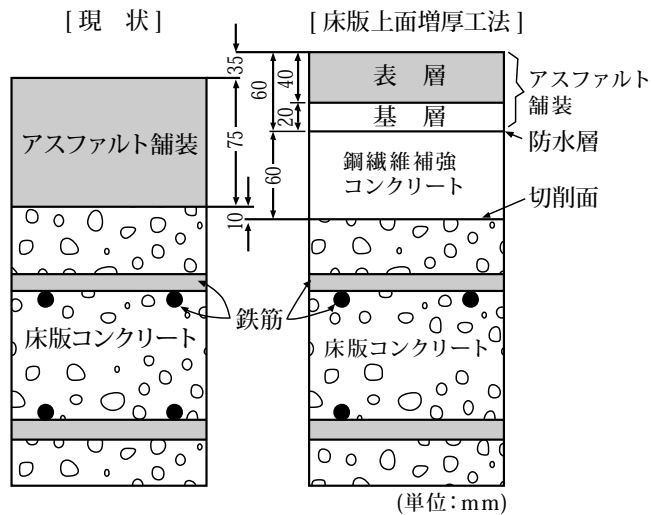 [現 状]
[床版上面増厚工法]
35
75
10
60
60
40
20
アスファルト舗装
表 層
基 層
アスファルト
舗装
防水層
鋼繊維補強
コンクリート
切削面
鉄筋
床版コンクリート
床版コンクリート
(単位：mm)